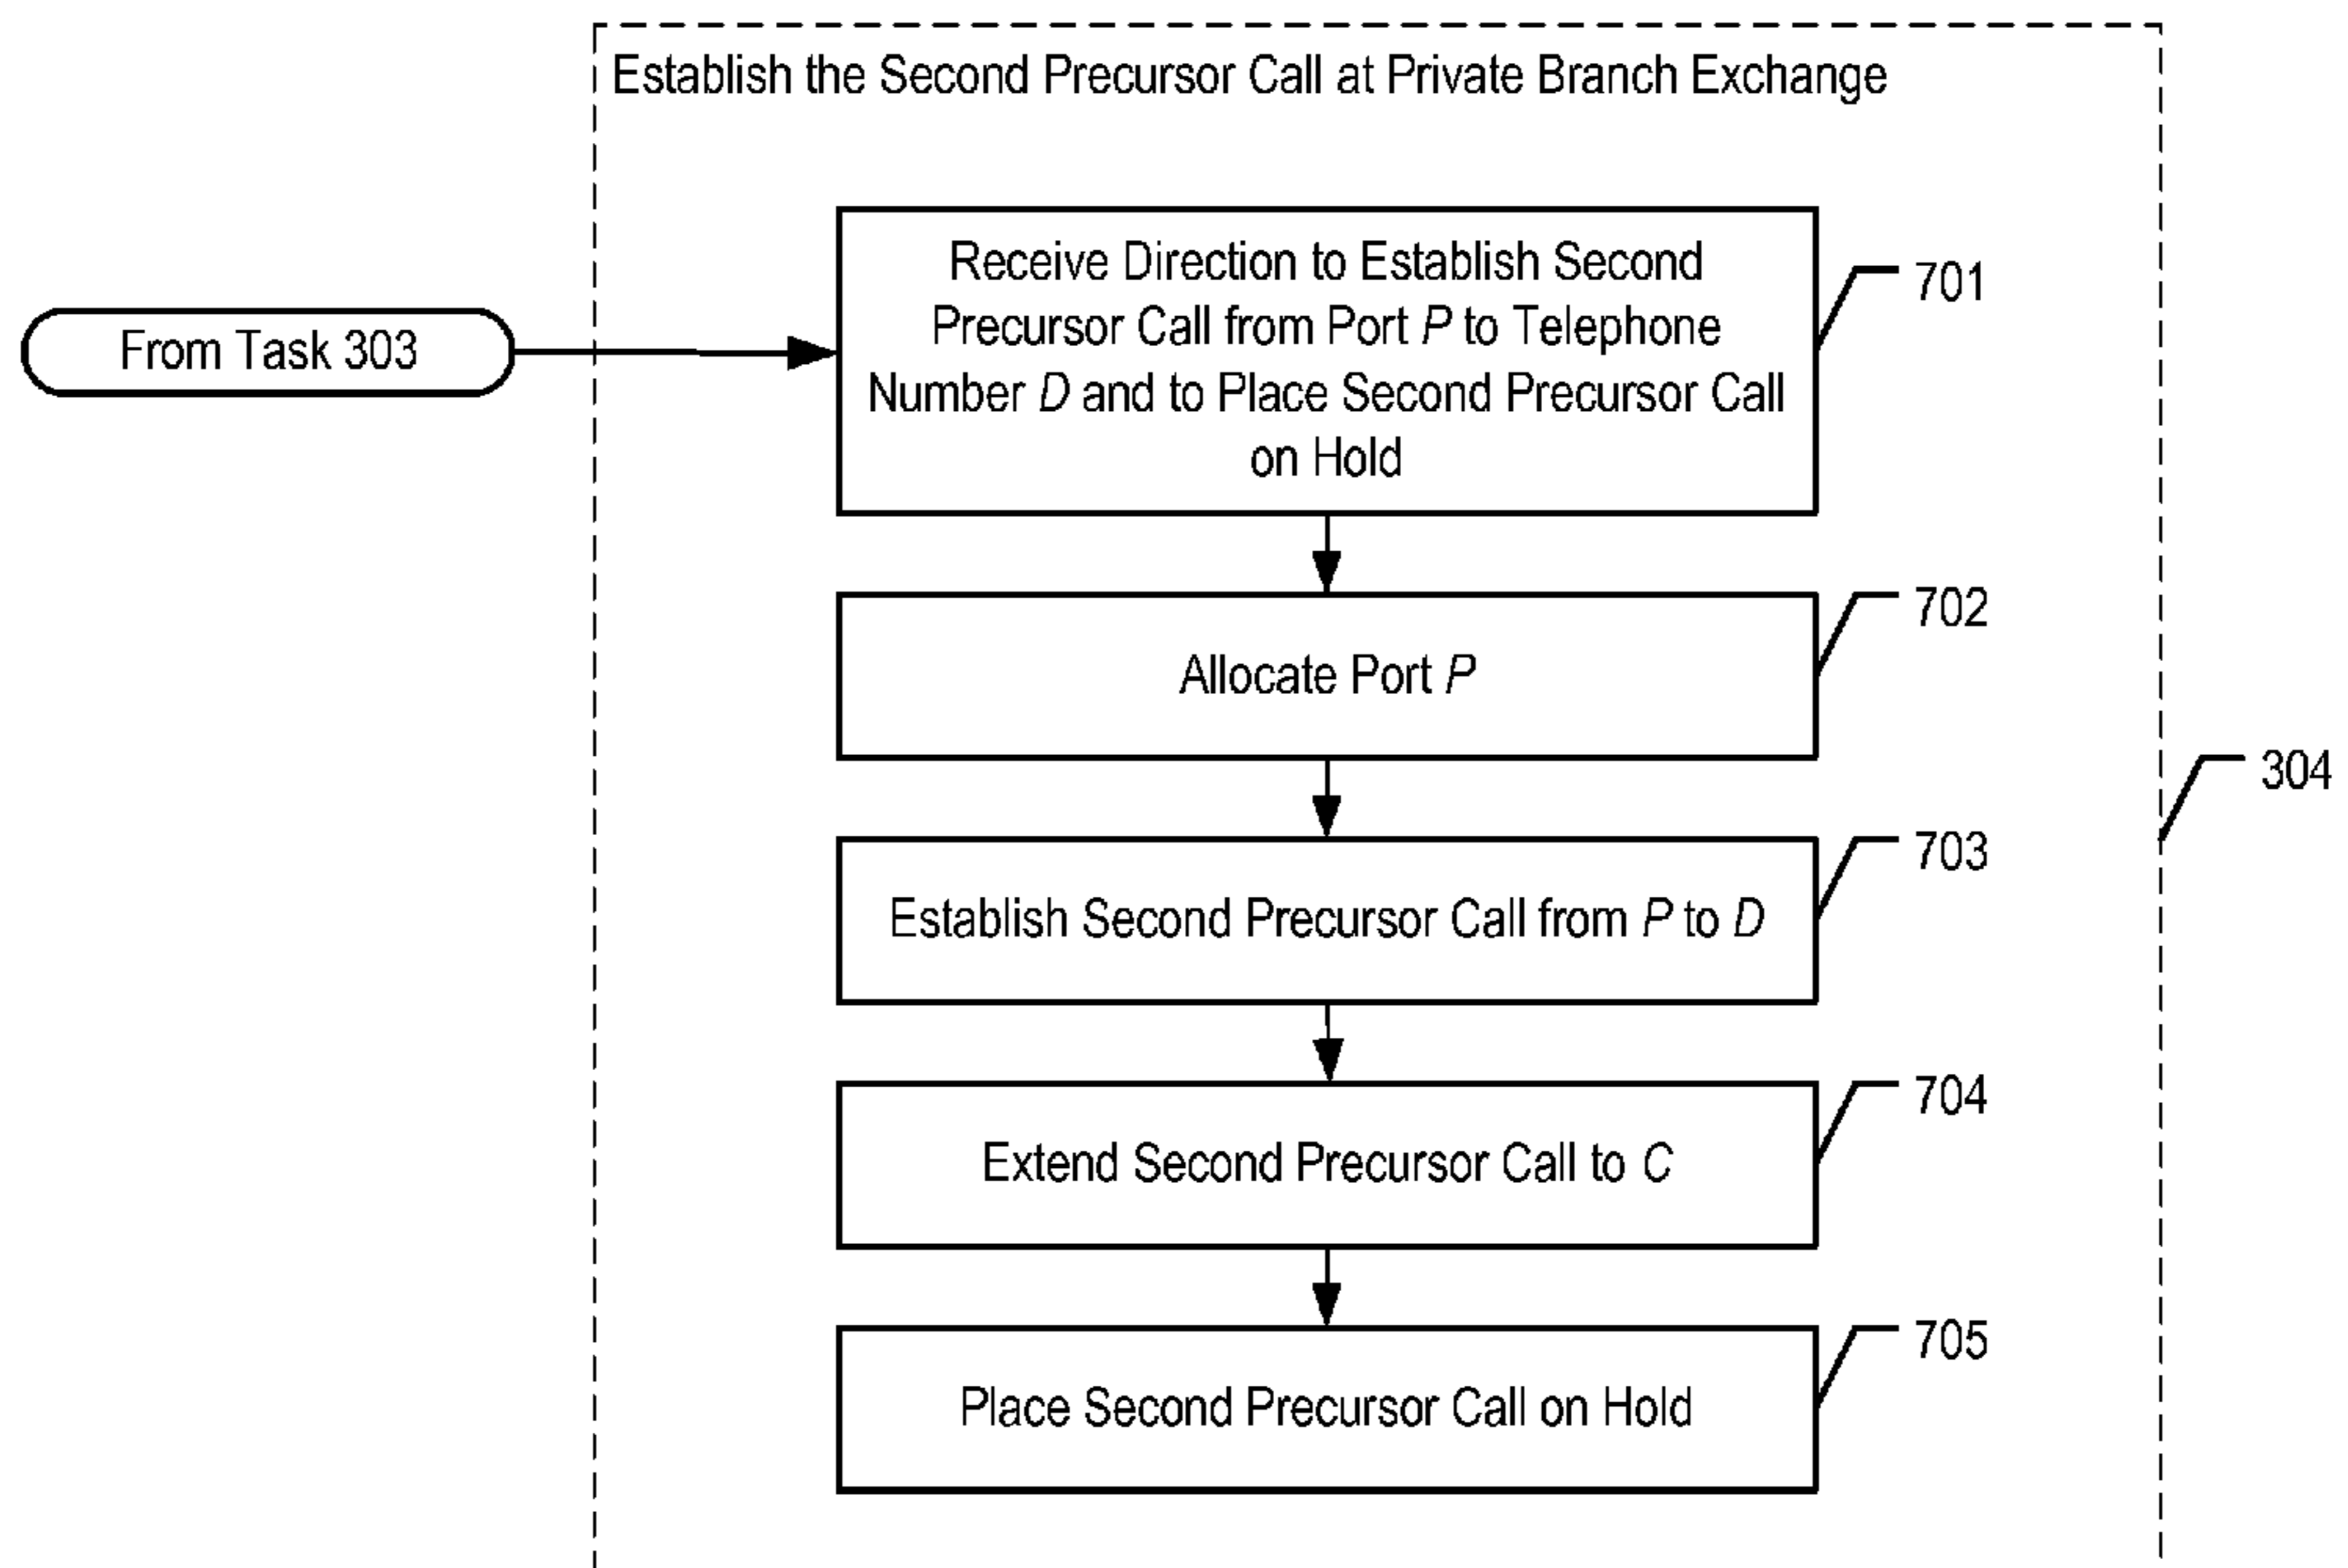 Establish the Second Precursor Call at Private Branch Exchange
From Task 303
Receive Direction to Establish Second
Precursor Call from Port P to Telephone
Number D and to Place Second Precursor Call
on Hold
701
Allocate Port P
702
304
Establish Second Precursor Call from P to D
703
Extend Second Precursor Call to C
704
Place Second Precursor Call on Hold
705